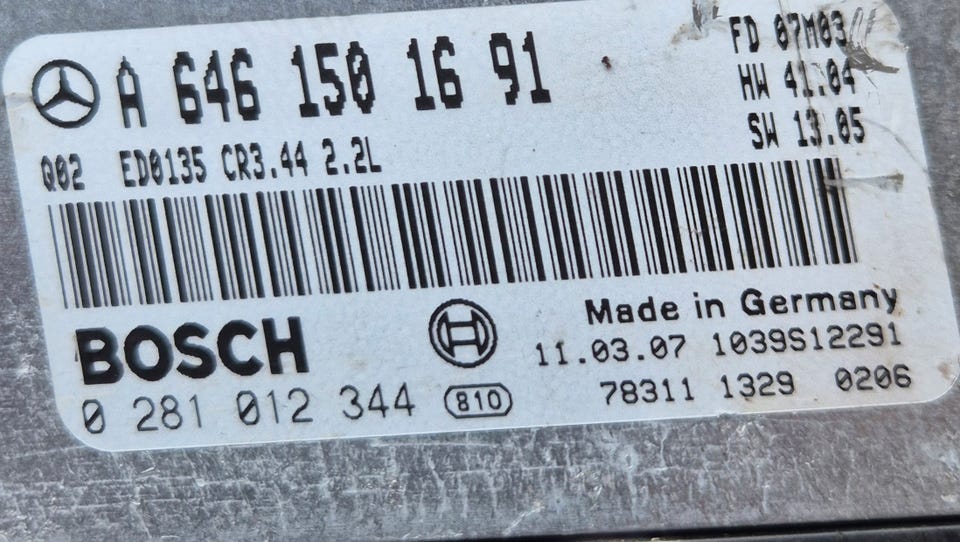 A 646 150 16 91
FD 07M03
HW 41.04
SW 13.05
Q02 ED0135 CR3.44 2.2L
Made in Germany
BOSCH
11.03.07 1039S12291
0 281 012 344 810
78311 1329 0206